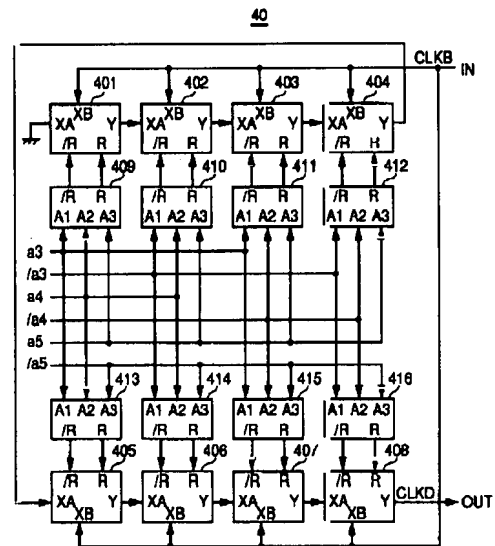 40
CLKB
IN
401 402 403 404
XA XB Y XA XB Y XA XB Y XA XB Y
/R R /R R /R R /R R
409 410 411 412
/R R /R R /R R /R R
A1 A2 A3 A1 A2 A3 A1 A2 A3 A1 A2 A3
a3
/a3
a4
/a4
a5
/a5
413 414 415 416
A1 A2 A3 A1 A2 A3 A1 A2 A3 A1 A2 A3
/R R /R R /R R /R R
405 406 407 408
/R R /R R /R R /R R
XA XB Y XA XB Y XA XB Y XA XB Y
CLKD
OUT